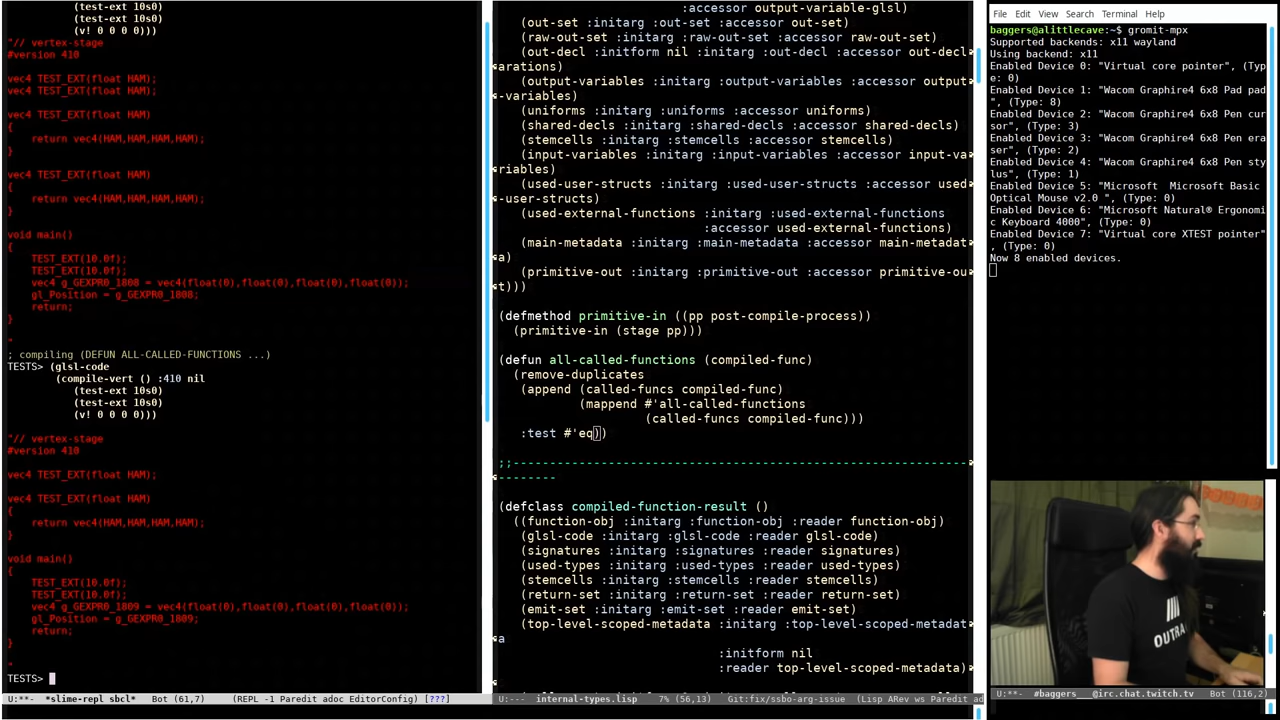 (test-ext 10s0)
(test-ext 10s0)
(v! 0 0 0 0)))
"// vertex-stage
#version 410
vec4 TEST_EXT(float HAM);
vec4 TEST_EXT(float HAM);
vec4 TEST_EXT(float HAM)
{
return vec4(HAM,HAM,HAM,HAM);
}
vec4 TEST_EXT(float HAM)
{
return vec4(HAM,HAM,HAM,HAM);
}
void main()
{
TEST_EXT(10.0f);
TEST_EXT(10.0f);
vec4 g_GEXPR0_1808 = vec4(float(0),float(0),float(0),float(0));
gl_Position = g_GEXPR0_1808;
return;
}
"
; compiling (DEFUN ALL-CALLED-FUNCTIONS ...)
TESTS> (glsl-code
(compile-vert () :410 nil
(test-ext 10s0)
(test-ext 10s0)
(v! 0 0 0 0)))
"// vertex-stage
#version 410
vec4 TEST_EXT(float HAM);
vec4 TEST_EXT(float HAM)
{
return vec4(HAM,HAM,HAM,HAM);
}
void main()
{
TEST_EXT(10.0f);
TEST_EXT(10.0f);
vec4 g_GEXPR0_1809 = vec4(float(0),float(0),float(0),float(0));
gl_Position = g_GEXPR0_1809;
return;
}
"
TESTS>
U:**-  *slime-repl sbcl*   Bot (61,7)   (REPL -1 Paredit adoc EditorConfig) [???]
:accessor output-variable-glsl)
(out-set :initarg :out-set :accessor out-set)
(raw-out-set :initarg :raw-out-set :accessor raw-out-set)
(out-decl :initform nil :initarg :out-decl :accessor out-decl
arations)
(output-variables :initarg :output-variables :accessor output
-variables)
(uniforms :initarg :uniforms :accessor uniforms)
(shared-decls :initarg :shared-decls :accessor shared-decls)
(stemcells :initarg :stemcells :accessor stemcells)
(input-variables :initarg :input-variables :accessor input-va
riables)
(used-user-structs :initarg :used-user-structs :accessor used
-user-structs)
(used-external-functions :initarg :used-external-functions
:accessor used-external-functions)
(main-metadata :initarg :main-metadata :accessor main-metadat
a)
(primitive-out :initarg :primitive-out :accessor primitive-ou
t)))
(defmethod primitive-in ((pp post-compile-process))
(primitive-in (stage pp)))
(defun all-called-functions (compiled-func)
(remove-duplicates
(append (called-funcs compiled-func)
(mappend #'all-called-functions
(called-funcs compiled-func)))
:test #'eq))
;;----------------------------------------------------------------
--------
(defclass compiled-function-result ()
((function-obj :initarg :function-obj :reader function-obj)
(glsl-code :initarg :glsl-code :reader glsl-code)
(signatures :initarg :signatures :reader signatures)
(used-types :initarg :used-types :reader used-types)
(stemcells :initarg :stemcells :reader stemcells)
(return-set :initarg :return-set :reader return-set)
(emit-set :initarg :emit-set :reader emit-set)
(top-level-scoped-metadata :initarg :top-level-scoped-metadat
a
:initform nil
:reader top-level-scoped-metadata)
U:---  internal-types.lisp   7% (56,13)   Git:fix/ssbo-arg-issue  (Lisp ARev ws Paredit ad
File Edit View Search Terminal Help
baggers@alittlecave:~$ gromit-mpx
Supported backends: x11 wayland
Using backend: x11
Enabled Device 0: "Virtual core pointer", (Typ
e: 0)
Enabled Device 1: "Wacom Graphire4 6x8 Pad pad
", (Type: 8)
Enabled Device 2: "Wacom Graphire4 6x8 Pen cur
sor", (Type: 3)
Enabled Device 3: "Wacom Graphire4 6x8 Pen era
ser", (Type: 2)
Enabled Device 4: "Wacom Graphire4 6x8 Pen sty
lus", (Type: 1)
Enabled Device 5: "Microsoft  Microsoft Basic
Optical Mouse v2.0 ", (Type: 0)
Enabled Device 6: "Microsoft Natural® Ergonomi
c Keyboard 4000", (Type: 0)
Enabled Device 7: "Virtual core XTEST pointer"
, (Type: 0)
Now 8 enabled devices.
OUTRA
U:**-  #baggers___@irc.chat.twitch.tv   Bot (116,2)